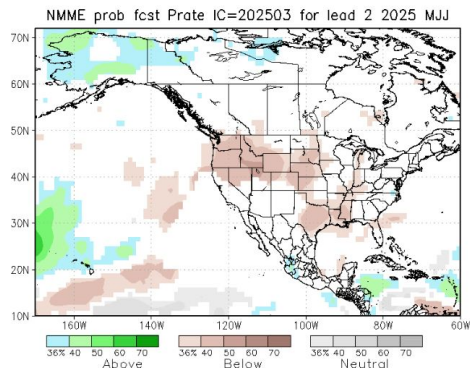 NMME prob fcst Prate IC=202503 for lead 2 2025 MJJ
70N
60N
50N
40N
30N
20N
10N
160W 140W 120W 100W 80W 60W
36% 40 50 60 70 36% 40 50 60 70 36% 40 50 60 70
Above Below Neutral